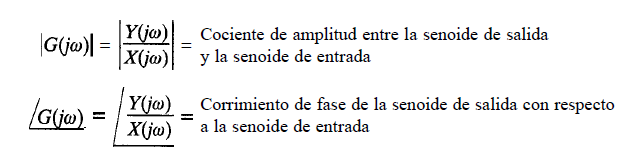 |G(jω)| = |Y(jω)/X(jω)| = Cociente de amplitud entre la senoide de salida
y la senoide de entrada
∠G(jω) = ∠Y(jω)/X(jω) = Corrimiento de fase de la senoide de salida con respecto
a la senoide de entrada